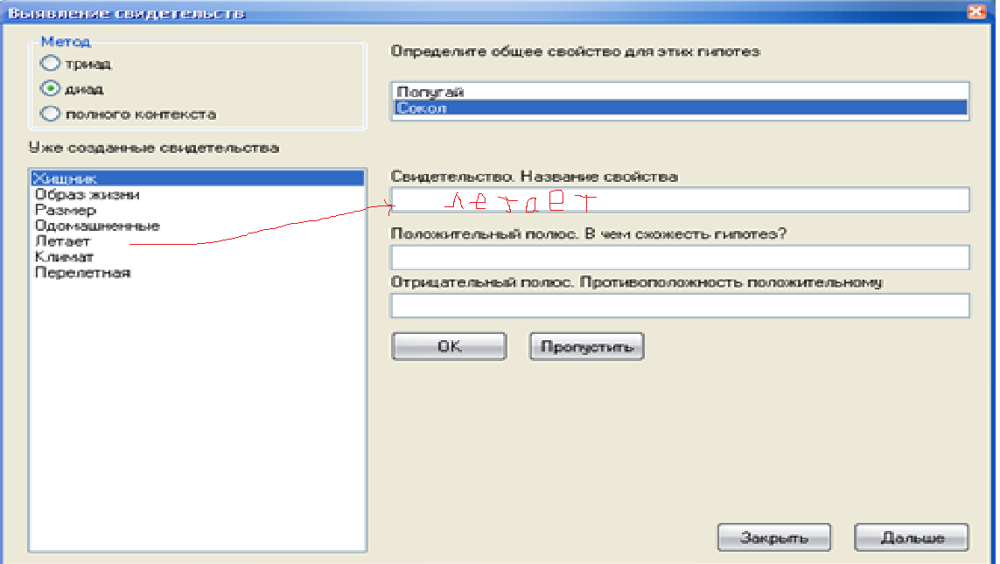 Выявление свидетельств
Метод
триад
диад
полного контекста
Уже созданные свидетельства
Хищник
Образ жизни
Размер
Одомашненные
Летает
Климат
Перелетная
Определите общее свойство для этих гипотез
Попугай
Сокол
Свидетельство. Название свойства
летает
Положительный полюс. В чем схожесть гипотез?
Отрицательный полюс. Противоположность положительному
ОК
Пропустить
Закрыть
Дальше